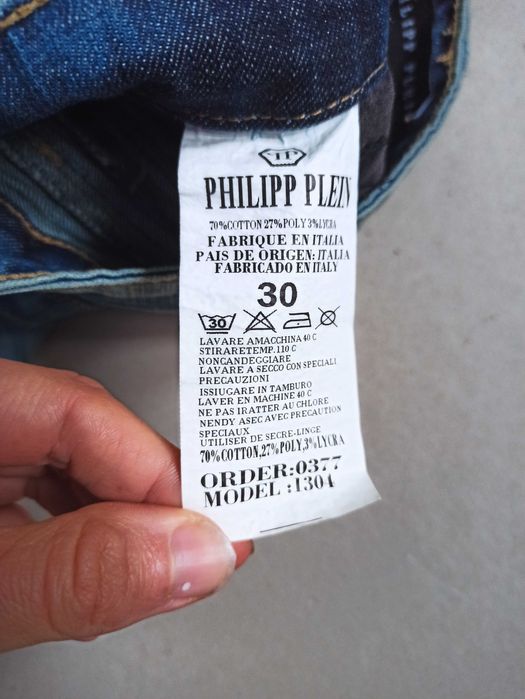 PHILIPP PLEIN
70%COTTON 27%POLY 3%LYCRA
FABRIQUE EN ITALIA
PAIS DE ORIGEN: ITALIA
FABRICADO EN ITALY
30
30
LAVARE AMACCHINA 40 C
STIRARETEMP. 110 C
NONCANDEGGIARE
LAVARE A SECCO CON SPECIALI
PRECAUZIONI
ISSIUGARE IN TAMBURO
LAVER EN MACHINE 40 C
NE PAS IRATTER AU CHLORE
NENDY ASEC AVEC PRECAUTION
SPECIAUX
UTILISER DE SECRE-LINGE
70%COTTON,27%POLY,3%LYCRA
ORDER:0377
MODEL :1304